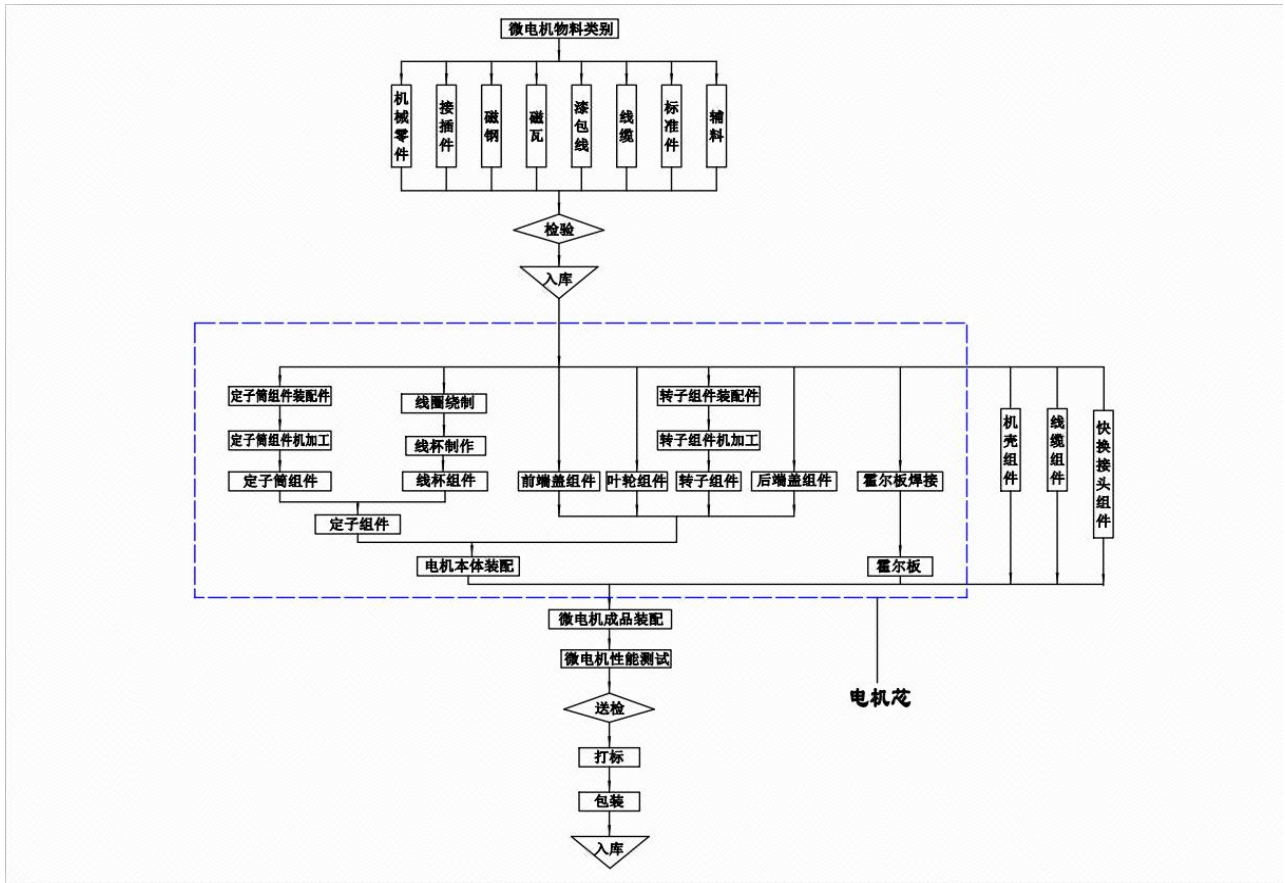 微电机物料类别
机械零件
接插件
磁钢
磁瓦
漆包线
线缆
标准件
辅料
检验
入库
定子筒组件装配件
线圈绕制
转子组件装配件
定子筒组件机加工
线杯制作
转子组件机加工
定子筒组件
线杯组件
前端盖组件
叶轮组件
转子组件
后端盖组件
霍尔板焊接
机壳组件
线缆组件
快换接头组件
定子组件
电机本体装配
霍尔板
微电机成品装配
微电机性能测试
电机芯
送检
打标
包装
入库